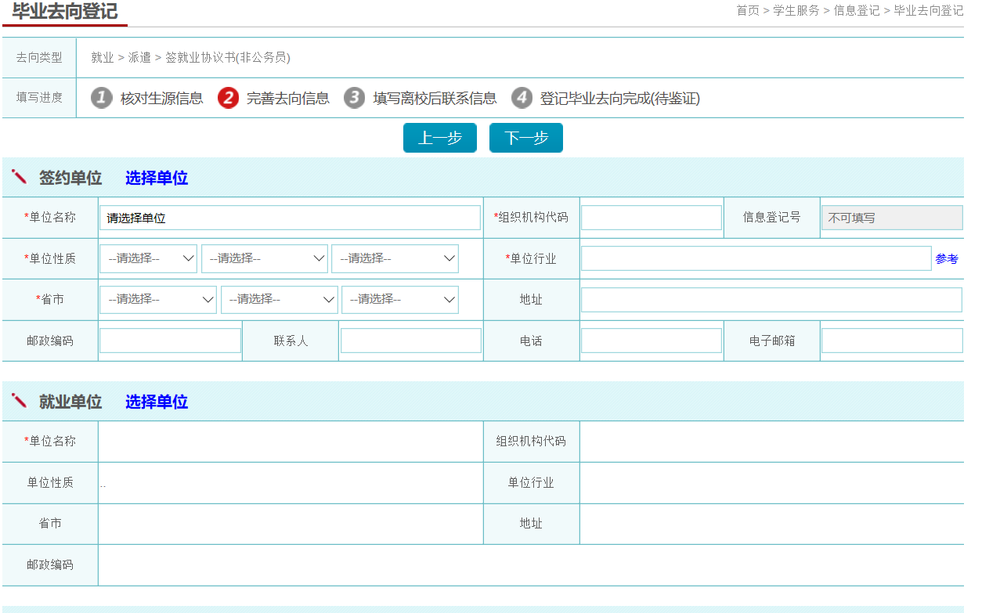 毕业去向登记
首页 > 学生服务 > 信息登记 > 毕业去向登记
去向类型 就业 > 派遣 > 签就业协议书(非公务员)
填写进度 1 核对生源信息 2 完善去向信息 3 填写离校后联系信息 4 登记毕业去向完成(待鉴证)
上一步 下一步
签约单位 选择单位
*单位名称 请选择单位 *组织机构代码 信息登记号 不可填写
*单位性质 --请选择-- --请选择-- --请选择-- *单位行业 参考
*省市 --请选择-- --请选择-- --请选择-- 地址
邮政编码 联系人 电话 电子邮箱
就业单位 选择单位
*单位名称 组织机构代码
单位性质 .. 单位行业
省市 地址
邮政编码